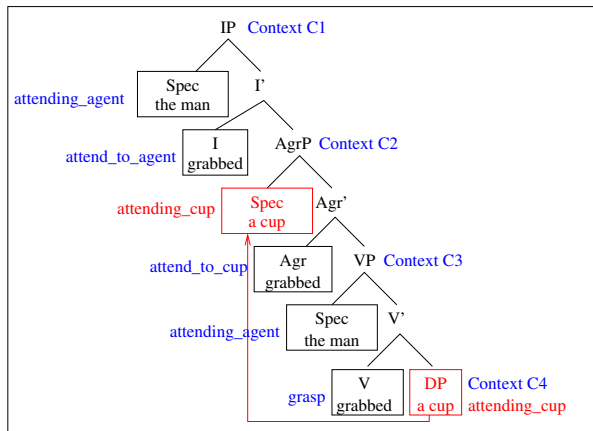 IP Context C1
Spec
the man
attending_agent
I'
I
grabbed
attend_to_agent
AgrP Context C2
Spec
a cup
attending_cup
Agr'
Agr
grabbed
attend_to_cup
VP Context C3
Spec
the man
attending_agent
V'
V
grabbed
grasp
DP
a cup
Context C4
attending_cup